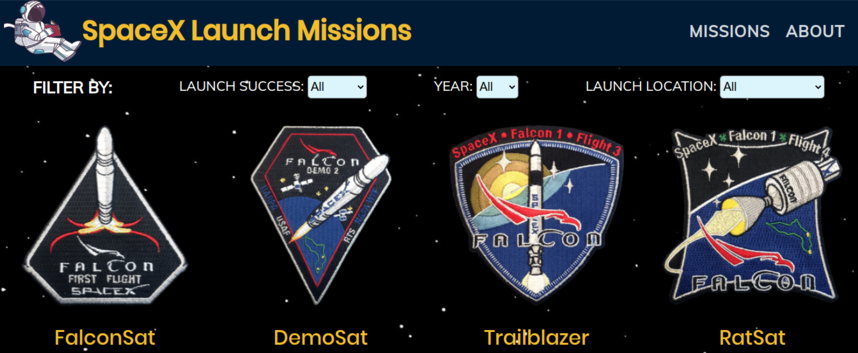 SpaceX Launch Missions
MISSIONS ABOUT
FILTER BY:
LAUNCH SUCCESS: All
YEAR: All
LAUNCH LOCATION: All
FALCON
FIRST FLIGHT
SPACEX
FALCON
DEMO 2
SPACEX
USAF
RTS
SpaceX • Falcon 1 • Flight 3
FALCON
SpaceX Falcon 1 Flight 4
FALCON
FALCON
FalconSat
DemoSat
Trailblazer
RatSat